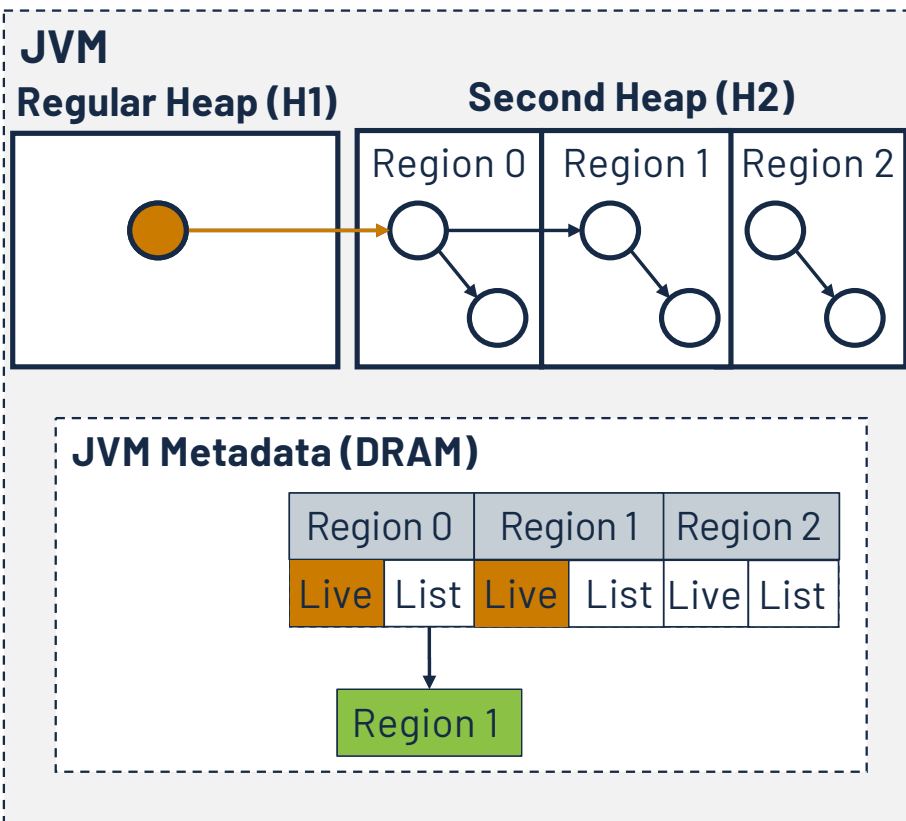 JVM
Regular Heap (H1)
Second Heap (H2)
Region 0
Region 1
Region 2
JVM Metadata (DRAM)
Region 0
Region 1
Region 2
Live
List
Live
List
Live
List
Region 1